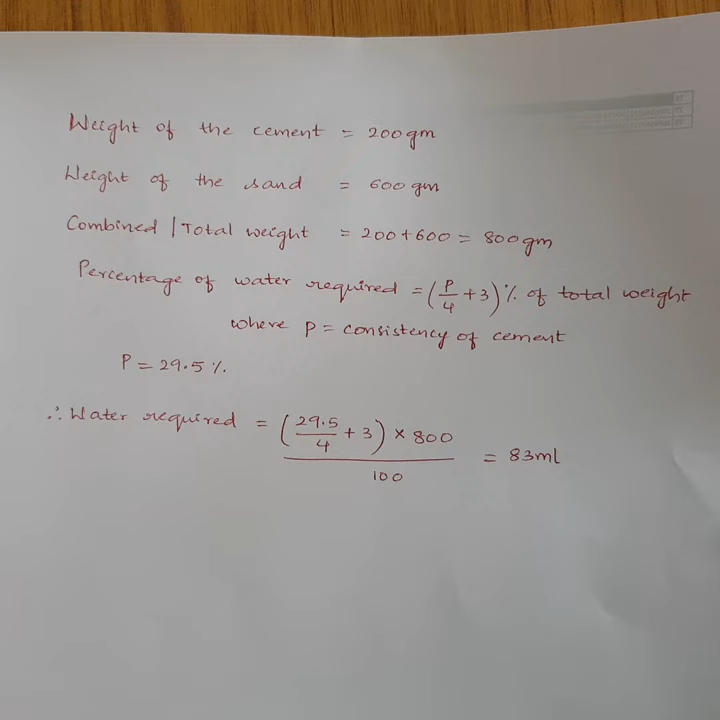 Weight of the cement = 200gm
Weight of the sand = 600gm
Combined / Total weight = 200+600 = 800gm
Percentage of water required = (P/4 + 3) % of total weight
where P = consistency of cement
P = 29.5 %.
∴ Water required = ((29.5/4 + 3) × 800)/100 = 83ml